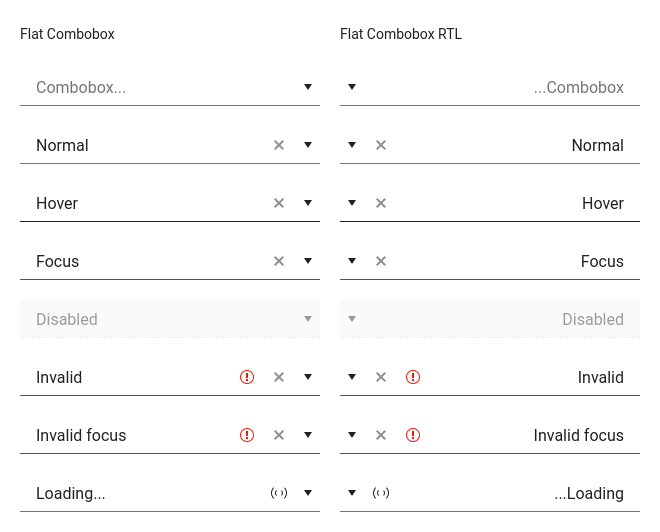 Flat Combobox
Flat Combobox RTL
Combobox...
...Combobox
Normal
Normal
Hover
Hover
Focus
Focus
Disabled
Disabled
Invalid
Invalid
Invalid focus
Invalid focus
Loading...
...Loading